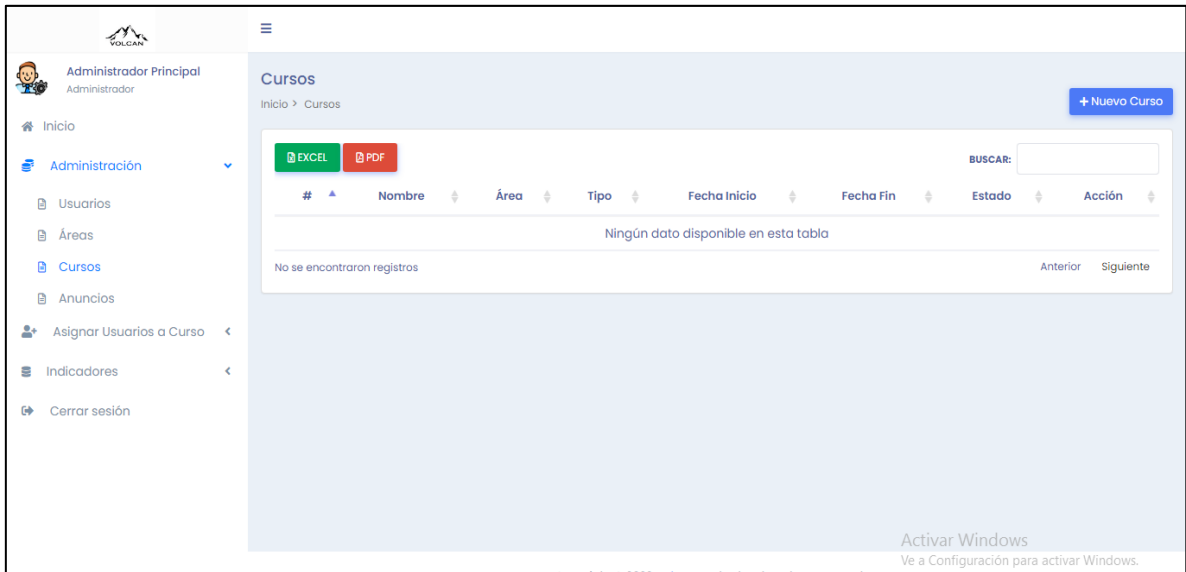 VOLCAN
Administrador Principal
Administrador
Inicio
Administración
Usuarios
Áreas
Cursos
Anuncios
Asignar Usuarios a Curso
Indicadores
Cerrar sesión
Cursos
Inicio > Cursos
+ Nuevo Curso
EXCEL PDF
BUSCAR:
# Nombre Área Tipo Fecha Inicio Fecha Fin Estado Acción
Ningún dato disponible en esta tabla
No se encontraron registros
Anterior Siguiente
Activar Windows
Ve a Configuración para activar Windows.